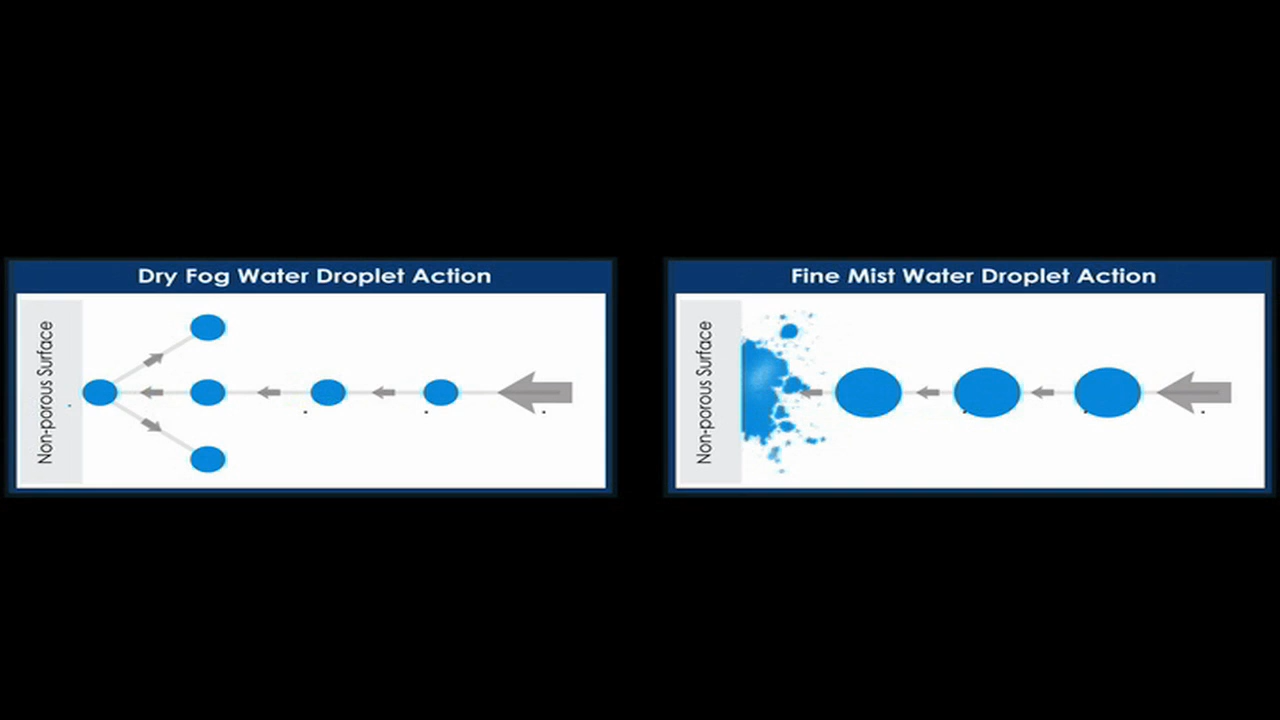 Dry Fog Water Droplet Action
Non-porous Surface
Fine Mist Water Droplet Action
Non-porous Surface